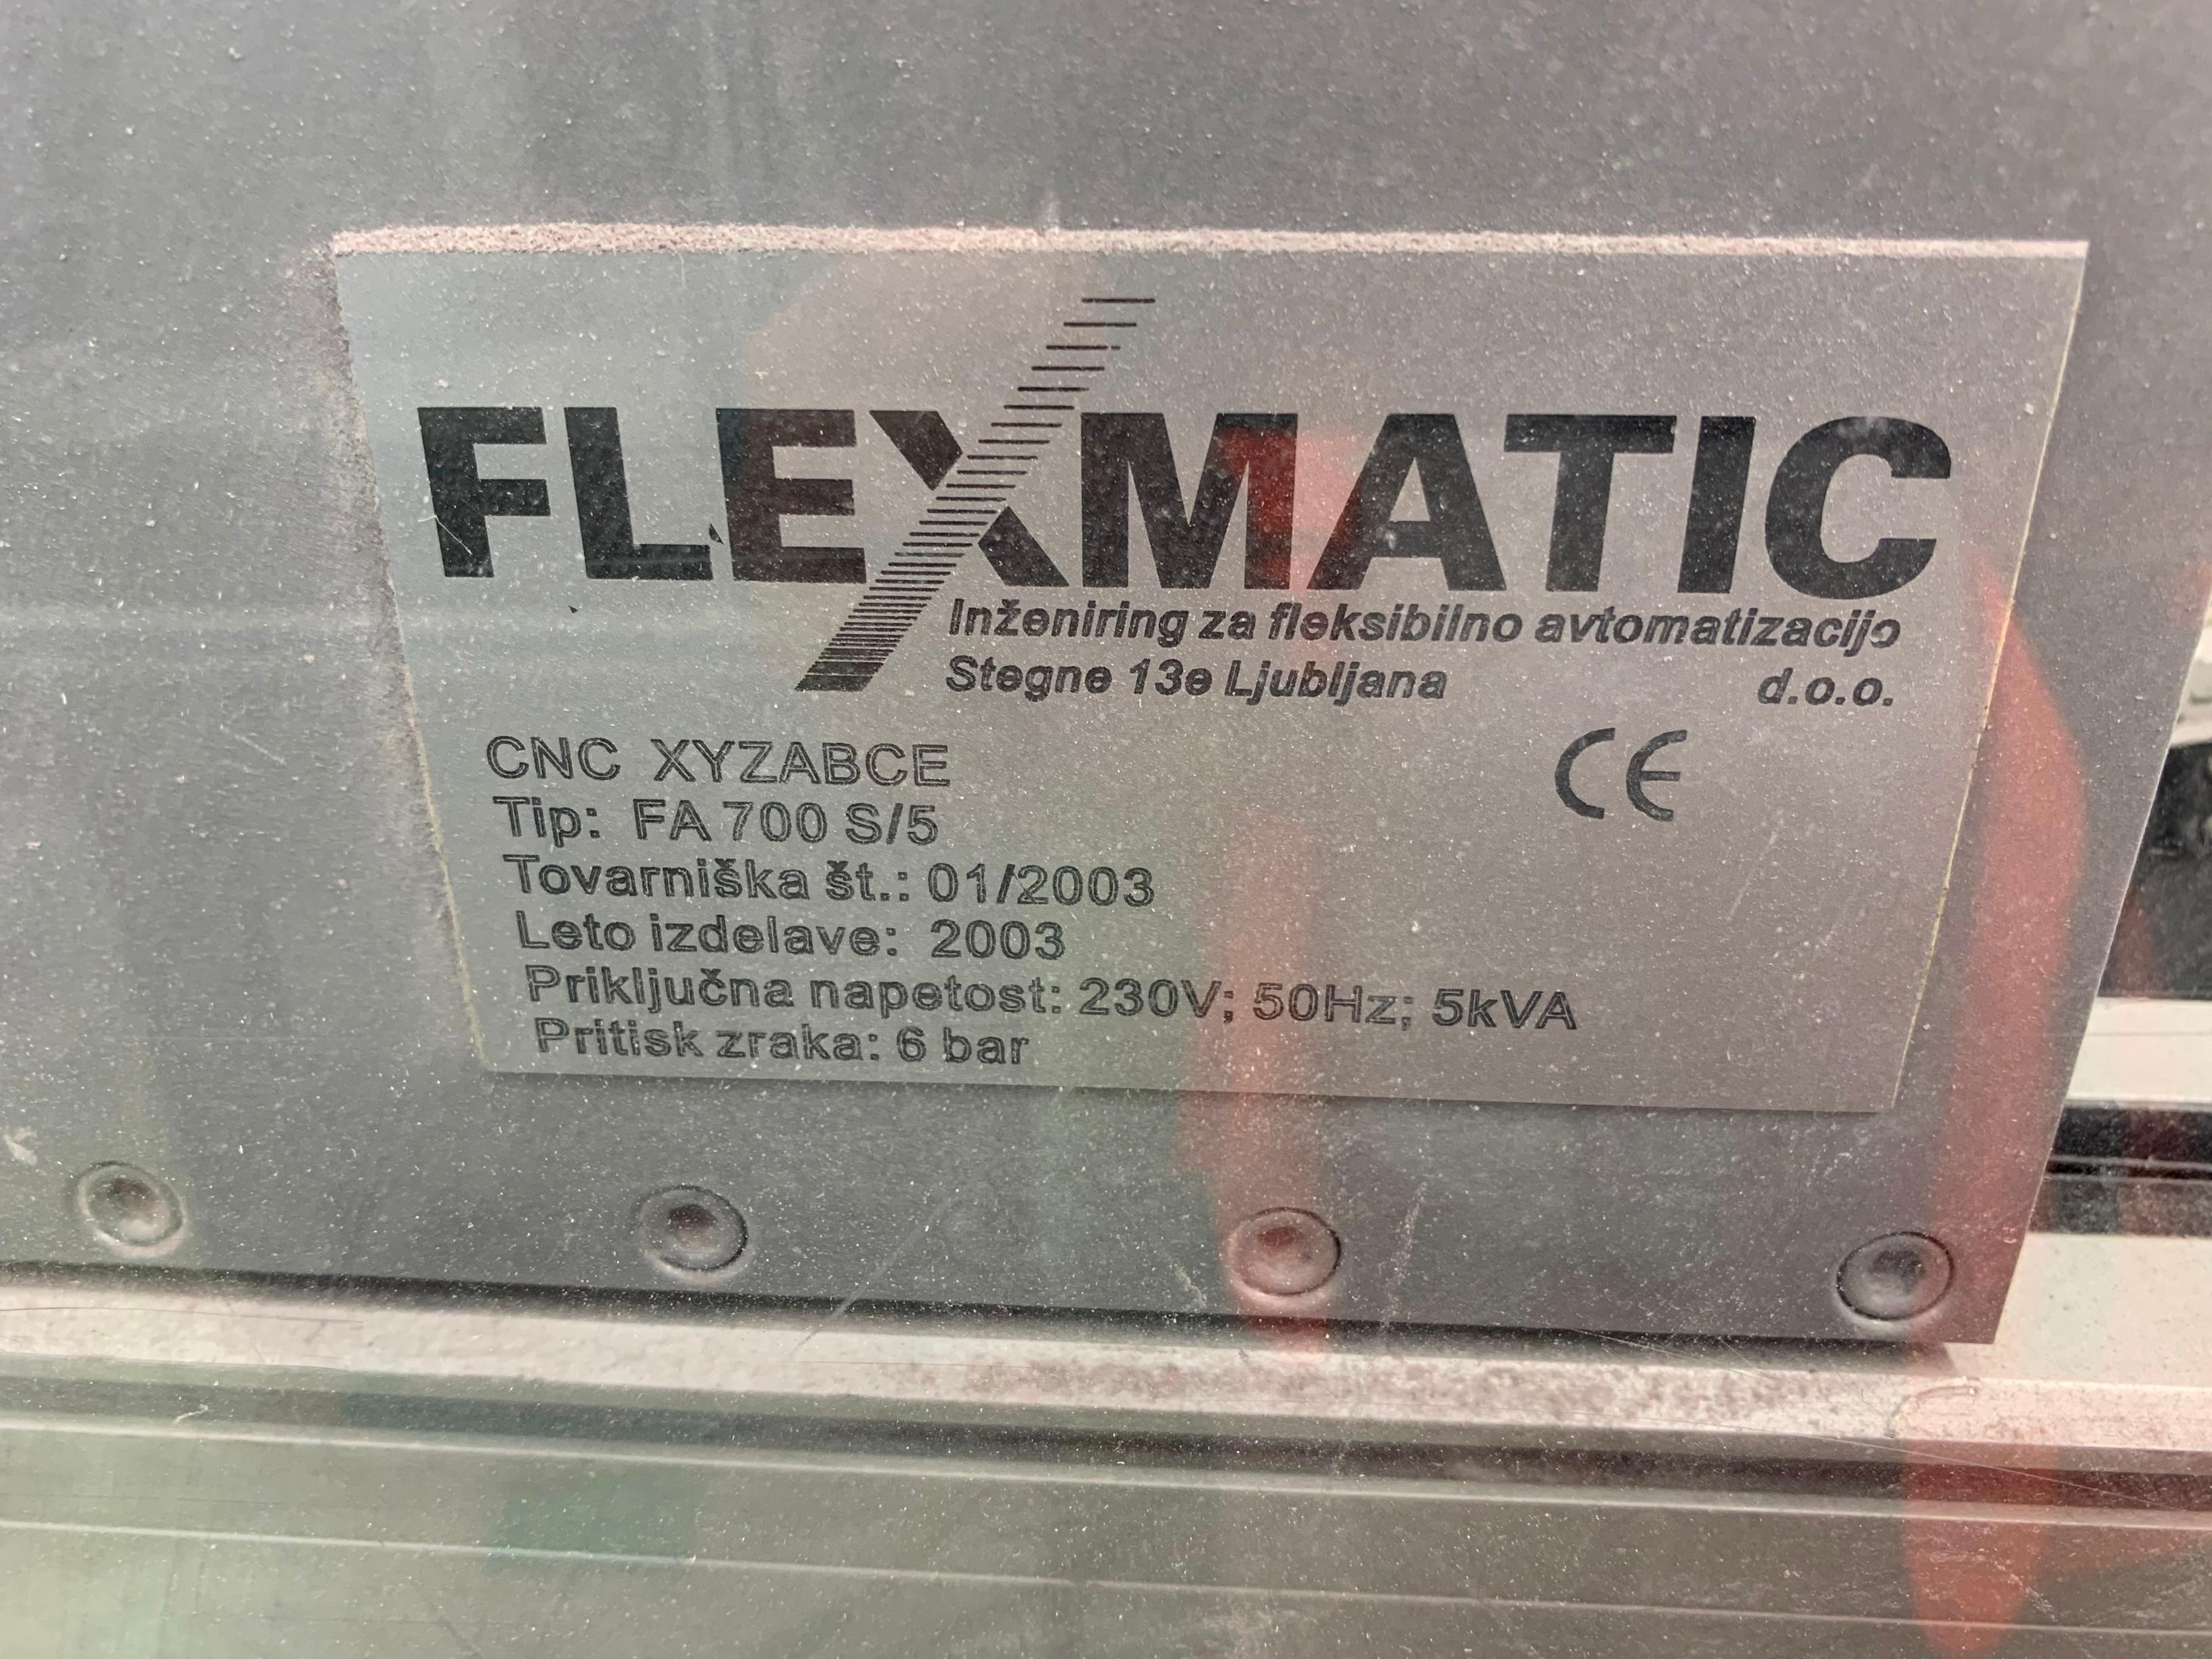 FLEXMATIC
Inženiring za fleksibilno avtomatizacijo
Stegne 13e Ljubljana d.o.o.
CNC XYZABCE
CE
Tip: FA 700 S/5
Tovarniška št.: 01/2003
Leto izdelave: 2003
Priključna napetost: 230V; 50Hz; 5kVA
Pritisk zraka: 6 bar